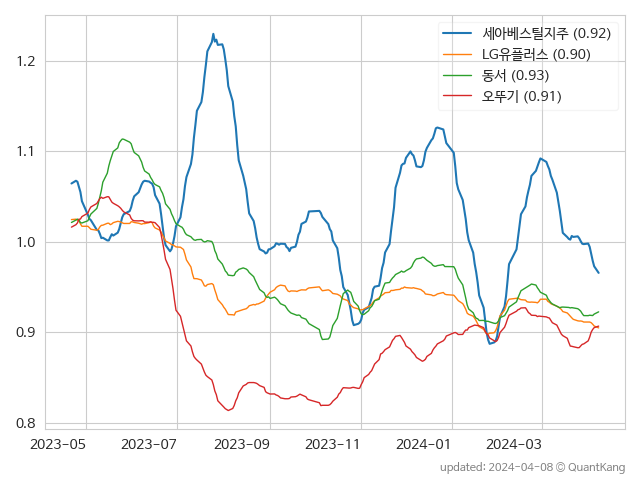 세아베스틸지주 (0.92)
LG유플러스 (0.90)
동서 (0.93)
오뚜기 (0.91)
1.2
1.1
1.0
0.9
0.8
2023-05 2023-07 2023-09 2023-11 2024-01 2024-03
updated: 2024-04-08 © QuantKang